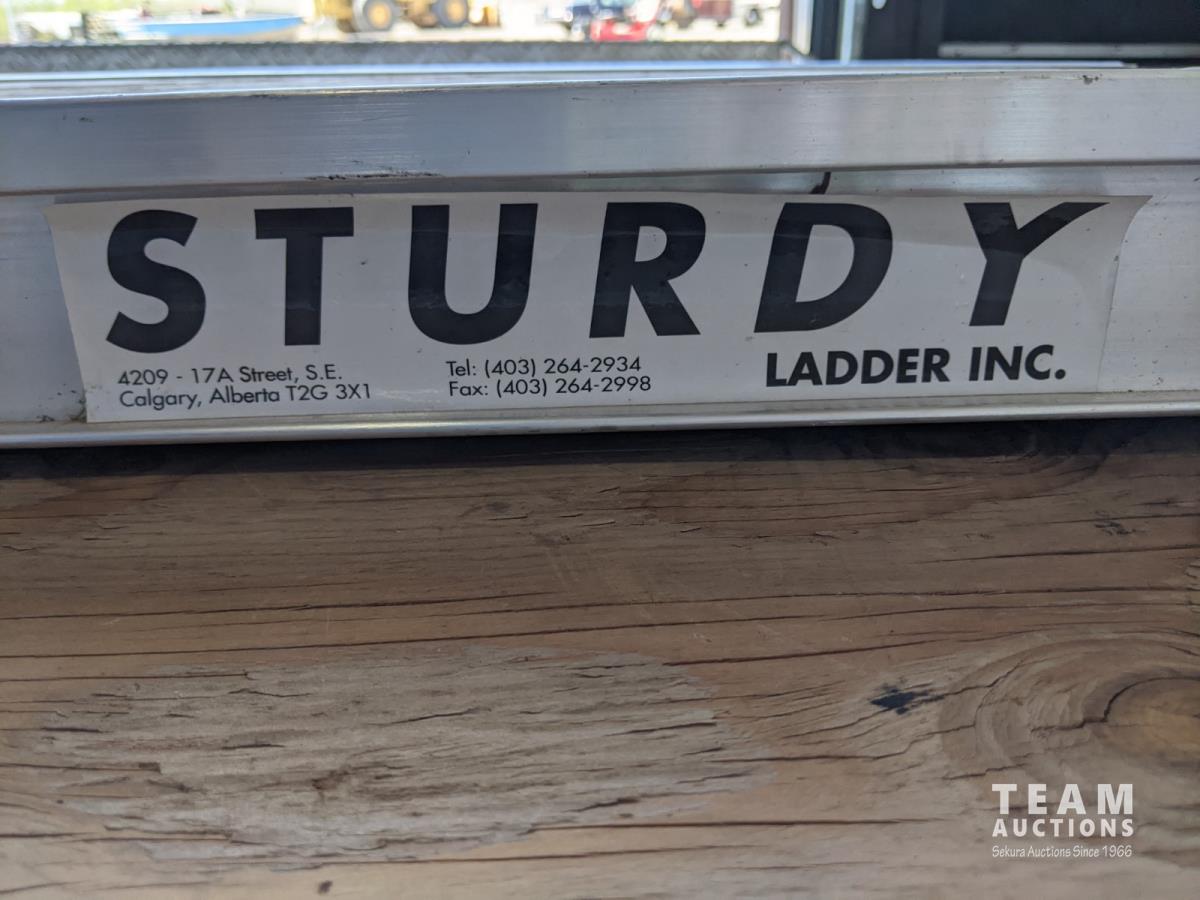 STURDY
LADDER INC.
4209 - 17A Street, S.E.
Calgary, Alberta T2G 3X1
Tel: (403) 264-2934
Fax: (403) 264-2998
TEAM
AUCTIONS
Sekura Auctions Since 1966